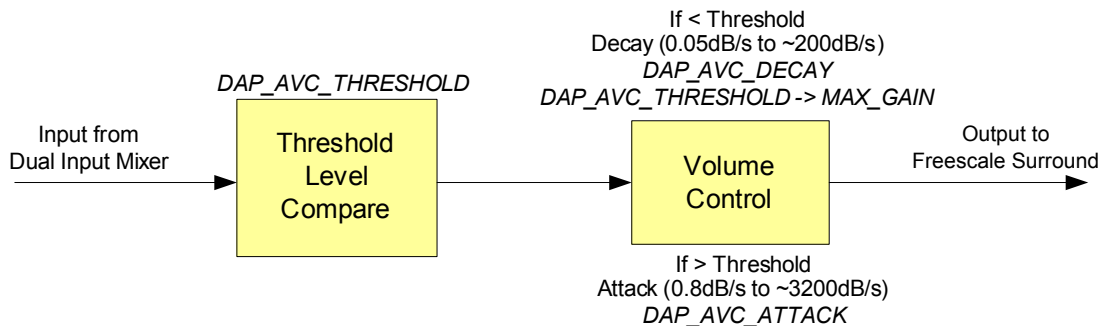 Input from
Dual Input Mixer
DAP_AVC_THRESHOLD
Threshold
Level
Compare
If < Threshold
Decay (0.05dB/s to ~200dB/s)
DAP_AVC_DECAY
DAP_AVC_THRESHOLD -> MAX_GAIN
Volume
Control
If > Threshold
Attack (0.8dB/s to ~3200dB/s)
DAP_AVC_ATTACK
Output to
Freescale Surround